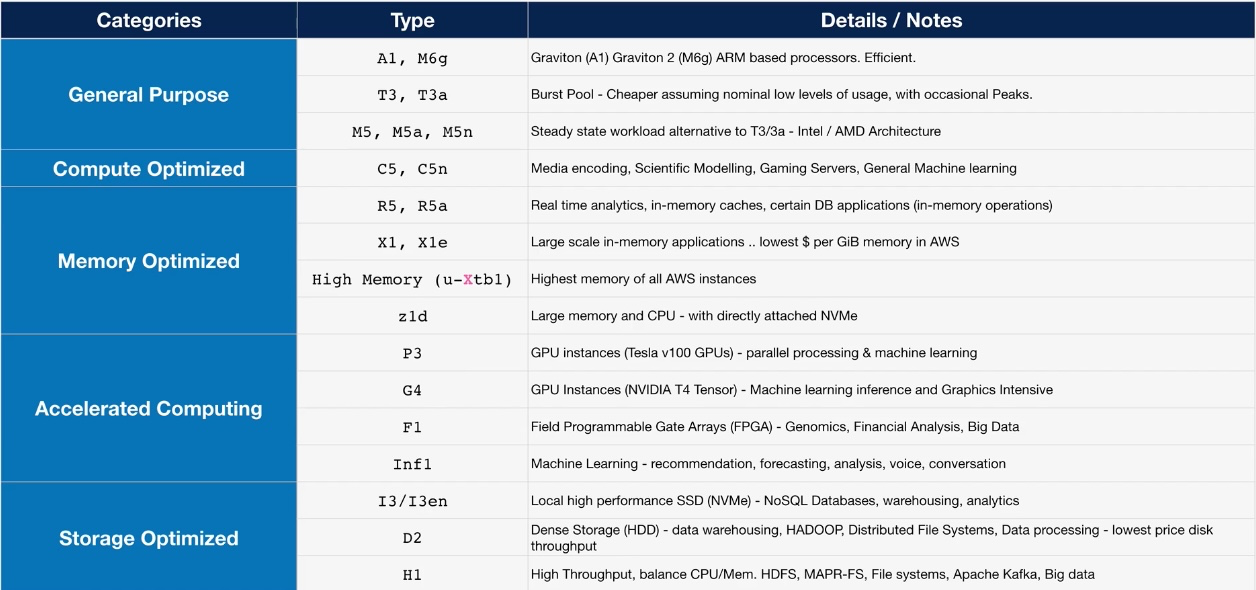 Categories Type Details / Notes
General Purpose
A1, M6g Graviton (A1) Graviton 2 (M6g) ARM based processors. Efficient.
T3, T3a Burst Pool - Cheaper assuming nominal low levels of usage, with occasional Peaks.
M5, M5a, M5n Steady state workload alternative to T3/3a - Intel / AMD Architecture
Compute Optimized
C5, C5n Media encoding, Scientific Modelling, Gaming Servers, General Machine learning
Memory Optimized
R5, R5a Real time analytics, in-memory caches, certain DB applications (in-memory operations)
X1, X1e Large scale in-memory applications .. lowest $ per GiB memory in AWS
High Memory (u-Xtb1) Highest memory of all AWS instances
z1d Large memory and CPU - with directly attached NVMe
Accelerated Computing
P3 GPU instances (Tesla v100 GPUs) - parallel processing & machine learning
G4 GPU Instances (NVIDIA T4 Tensor) - Machine learning inference and Graphics Intensive
F1 Field Programmable Gate Arrays (FPGA) - Genomics, Financial Analysis, Big Data
Inf1 Machine Learning - recommendation, forecasting, analysis, voice, conversation
Storage Optimized
I3/I3en Local high performance SSD (NVMe) - NoSQL Databases, warehousing, analytics
D2 Dense Storage (HDD) - data warehousing, HADOOP, Distributed File Systems, Data processing - lowest price disk
throughput
H1 High Throughput, balance CPU/Mem. HDFS, MAPR-FS, File systems, Apache Kafka, Big data